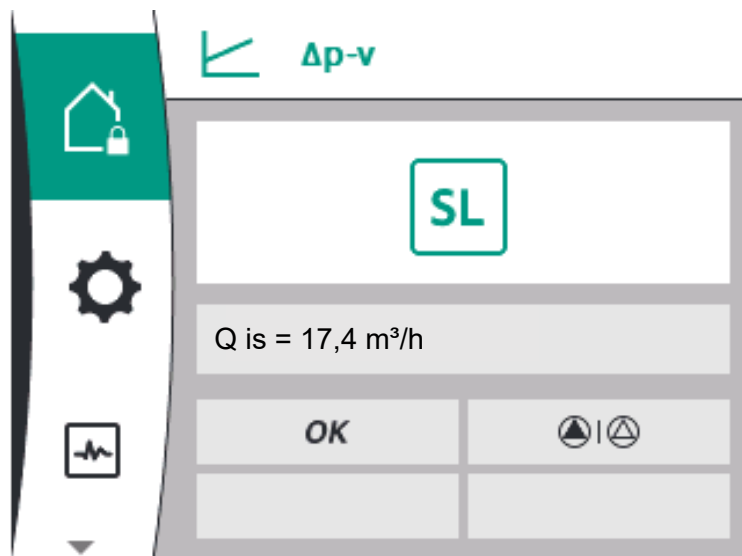 Δp-v
SL
Q is = 17,4 m³/h
OK